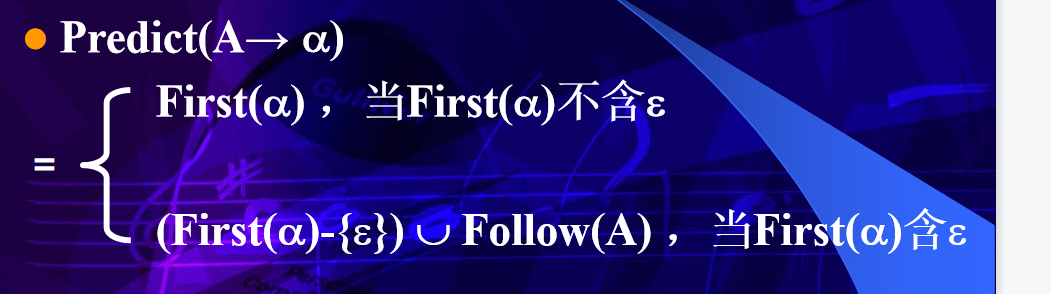 Predict(A→ α)
First(α) ， 当First(α)不含ε
=
(First(α)-{ε}) ∪ Follow(A) ， 当First(α)含ε